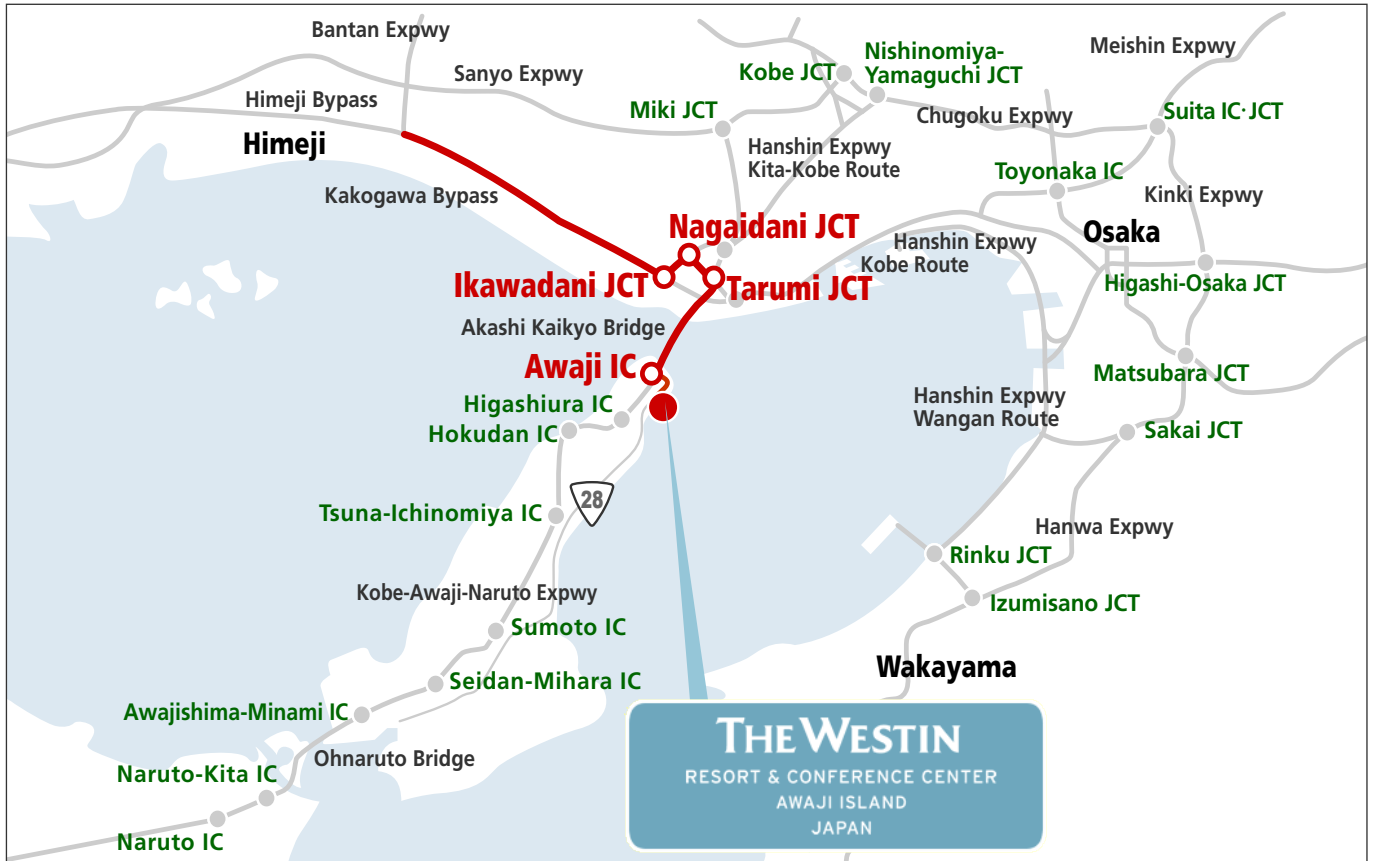 Bantan Expwy
Meishin Expwy
Nishinomiya-
Yamaguchi JCT
Kobe JCT
Sanyo Expwy
Himeji Bypass
Miki JCT
Chugoku Expwy
Suita IC·JCT
Himeji
Hanshin Expwy
Kita-Kobe Route
Toyonaka IC
Kakogawa Bypass
Kinki Expwy
Nagaidani JCT
Osaka
Hanshin Expwy
Kobe Route
Ikawadani JCT
Tarumi JCT
Higashi-Osaka JCT
Akashi Kaikyo Bridge
Awaji IC
Matsubara JCT
Higashiura IC
Hanshin Expwy
Wangan Route
Hokudan IC
Sakai JCT
28
Tsuna-Ichinomiya IC
Hanwa Expwy
Rinku JCT
Kobe-Awaji-Naruto Expwy
Izumisano JCT
Sumoto IC
Wakayama
Seidan-Mihara IC
Awajishima-Minami IC
Ohnaruto Bridge
Naruto-Kita IC
Naruto IC
THE WESTIN
RESORT & CONFERENCE CENTER
AWAJI ISLAND
JAPAN